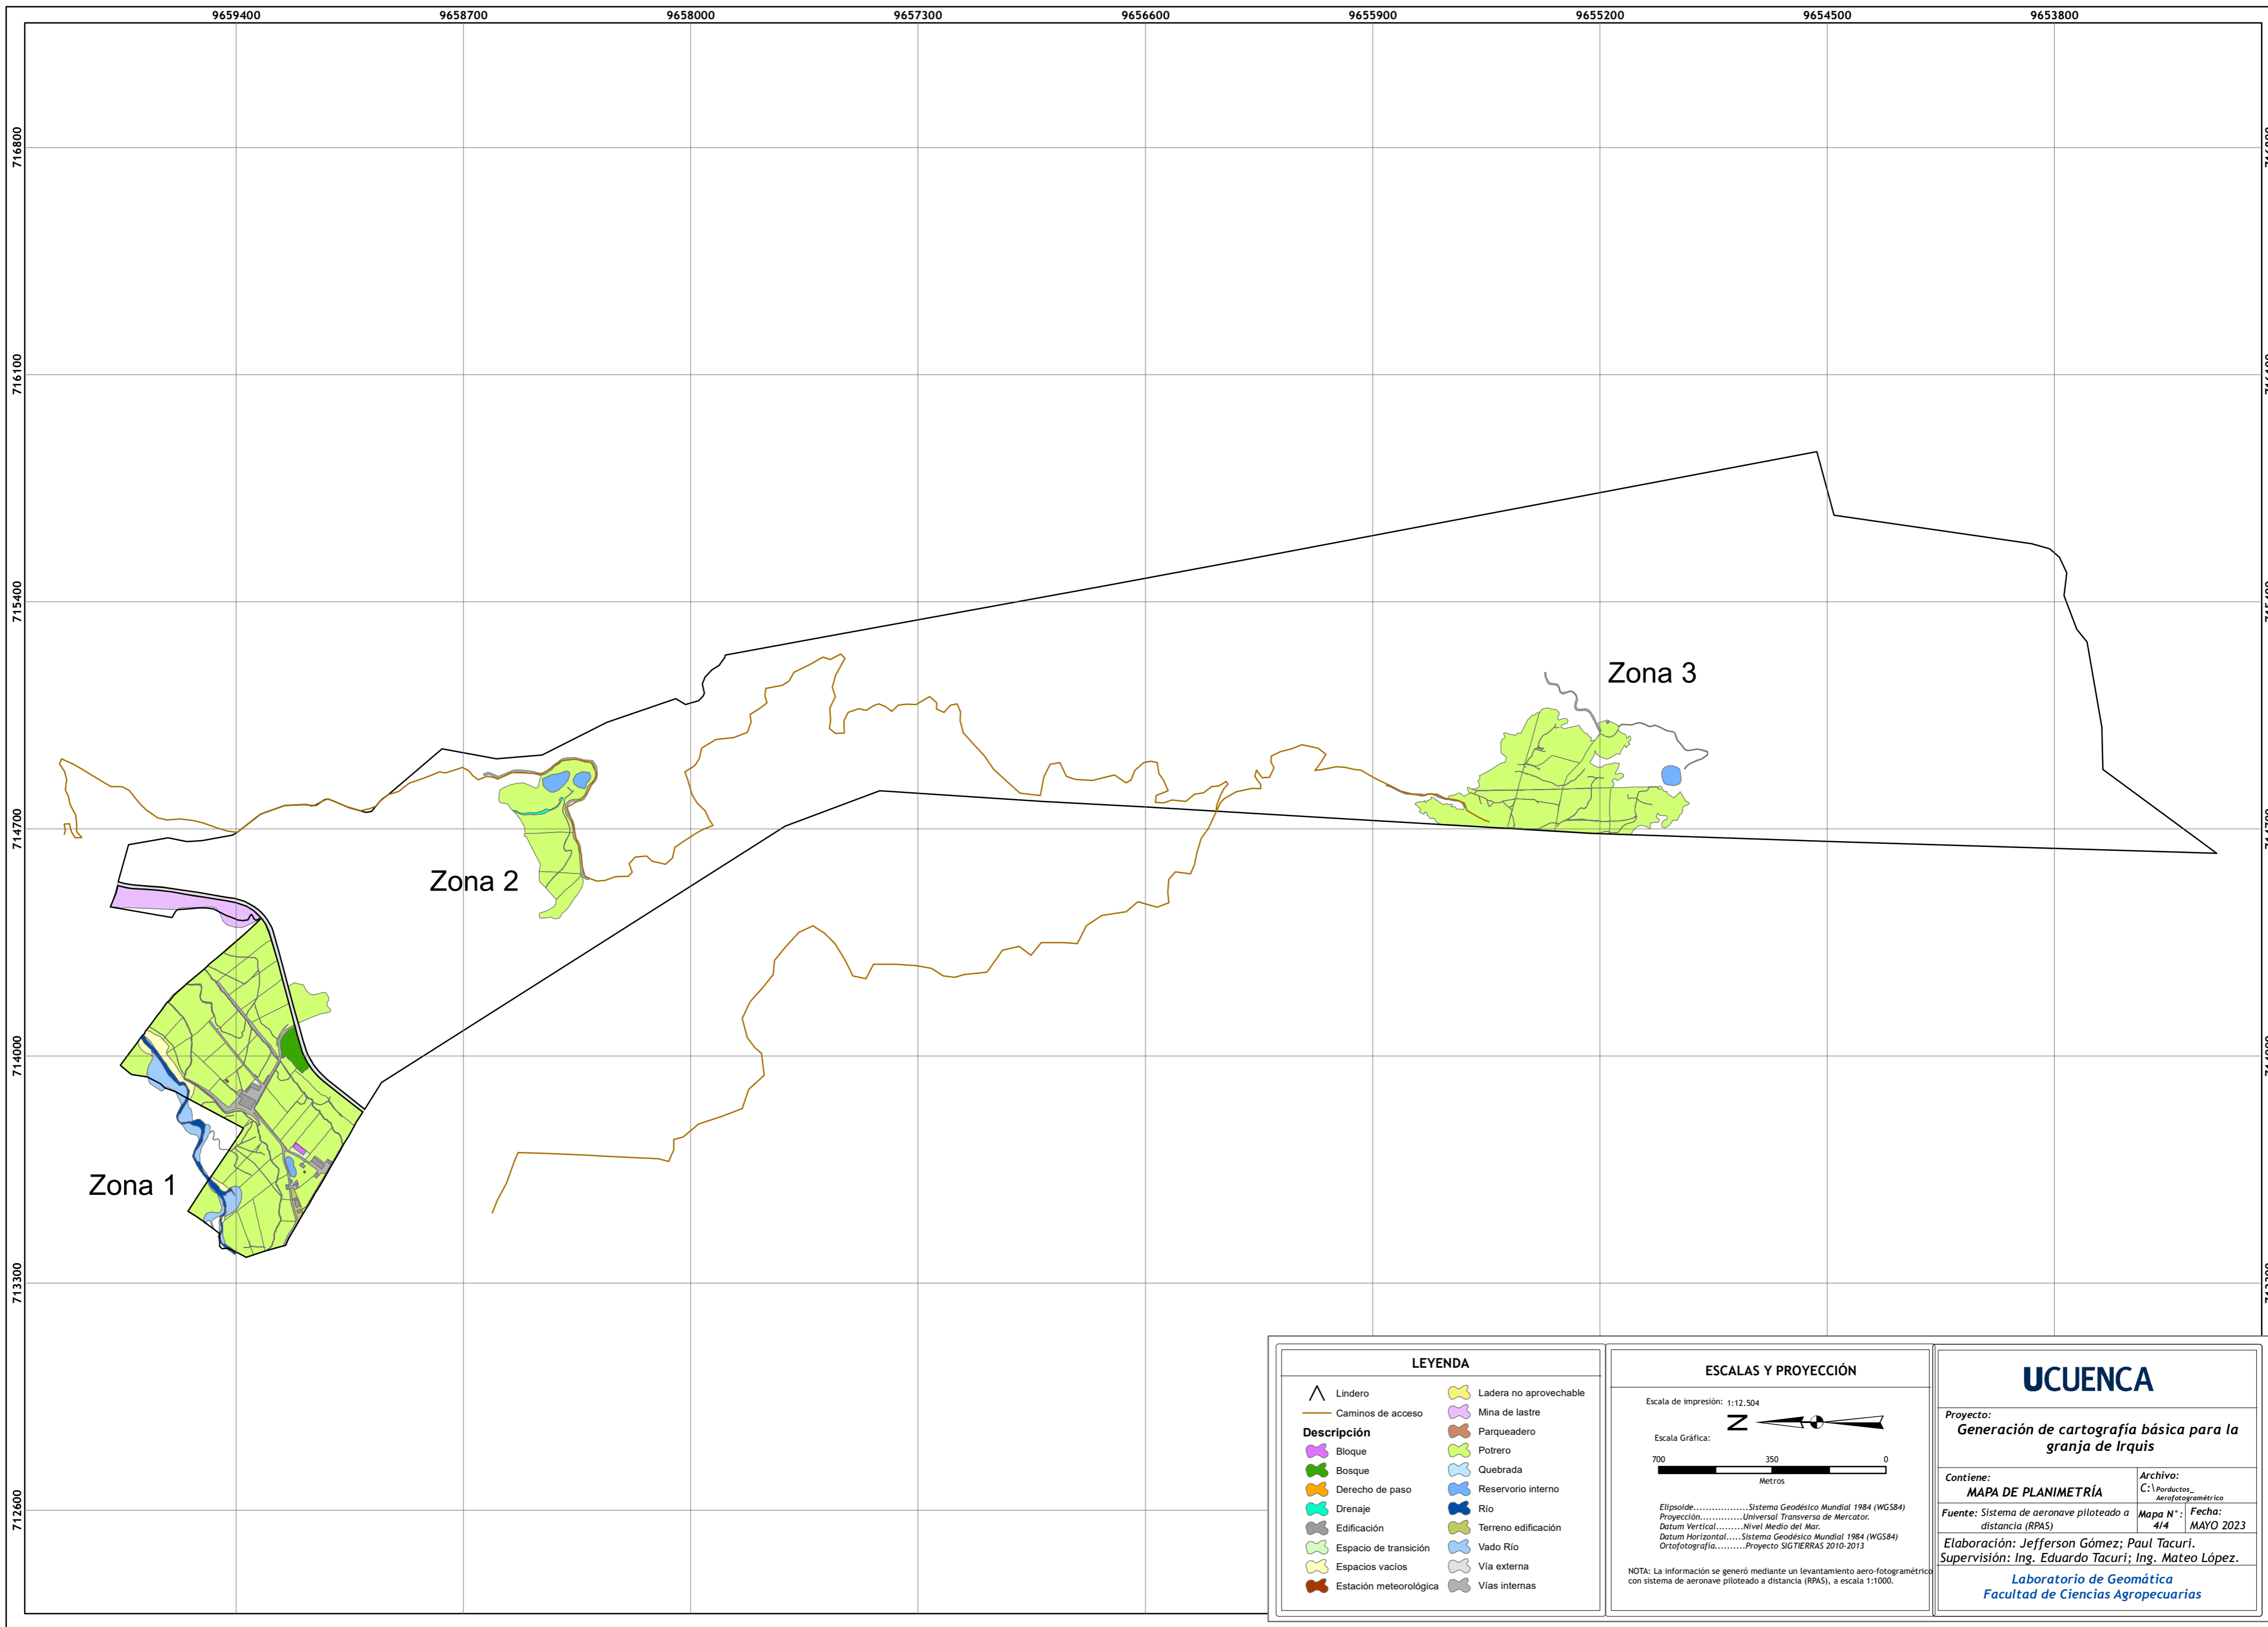 9659400 9658700 9658000 9657300 9656600 9655900 9655200 9654500 9653800
716800
716100
715400
714700
714000
713300
712600
Zona 3
Zona 2
Zona 1
LEYENDA
Lindero
Caminos de acceso
Descripción
Bloque
Bosque
Derecho de paso
Drenaje
Edificación
Espacio de transición
Espacios vacíos
Estación meteorológica
Ladera no aprovechable
Mina de lastre
Parqueadero
Potrero
Quebrada
Reservorio interno
Río
Terreno edificación
Vado Río
Vía externa
Vías internas
ESCALAS Y PROYECCIÓN
Escala de impresión: 1:12.504
N
Escala Gráfica:
700 350 0
Metros
Elipsoide..................Sistema Geodésico Mundial 1984 (WGS84)
Proyección..............Universal Transversa de Mercator.
Datum Vertical.........Nivel Medio del Mar.
Datum Horizontal.....Sistema Geodésico Mundial 1984 (WGS84)
Ortofotografía..........Proyecto SIGTIERRAS 2010-2013
NOTA: La información se generó mediante un levantamiento aero-fotogramétrico
con sistema de aeronave piloteado a distancia (RPAS), a escala 1:1000.
UCUENCA
Proyecto:
Generación de cartografía básica para la
granja de Irquis
Contiene:
MAPA DE PLANIMETRÍA
Archivo:
C:\Porductos_
Aerofotogramétrico
Fuente: Sistema de aeronave piloteado a
distancia (RPAS)
Mapa N°:
4/4
Fecha:
MAYO 2023
Elaboración: Jefferson Gómez; Paul Tacuri.
Supervisión: Ing. Eduardo Tacuri; Ing. Mateo López.
Laboratorio de Geomática
Facultad de Ciencias Agropecuarias